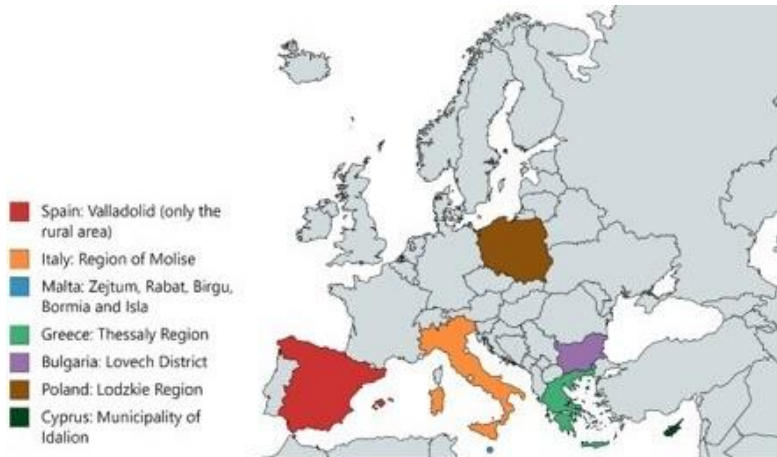 Spain: Valladolid (only the
rural area)
Italy: Region of Molise
Malta: Zejtum, Rabat, Birgu,
Bormia and Isla
Greece: Thessaly Region
Bulgaria: Lovech District
Poland: Lodzkie Region
Cyprus: Municipality of
Idalion